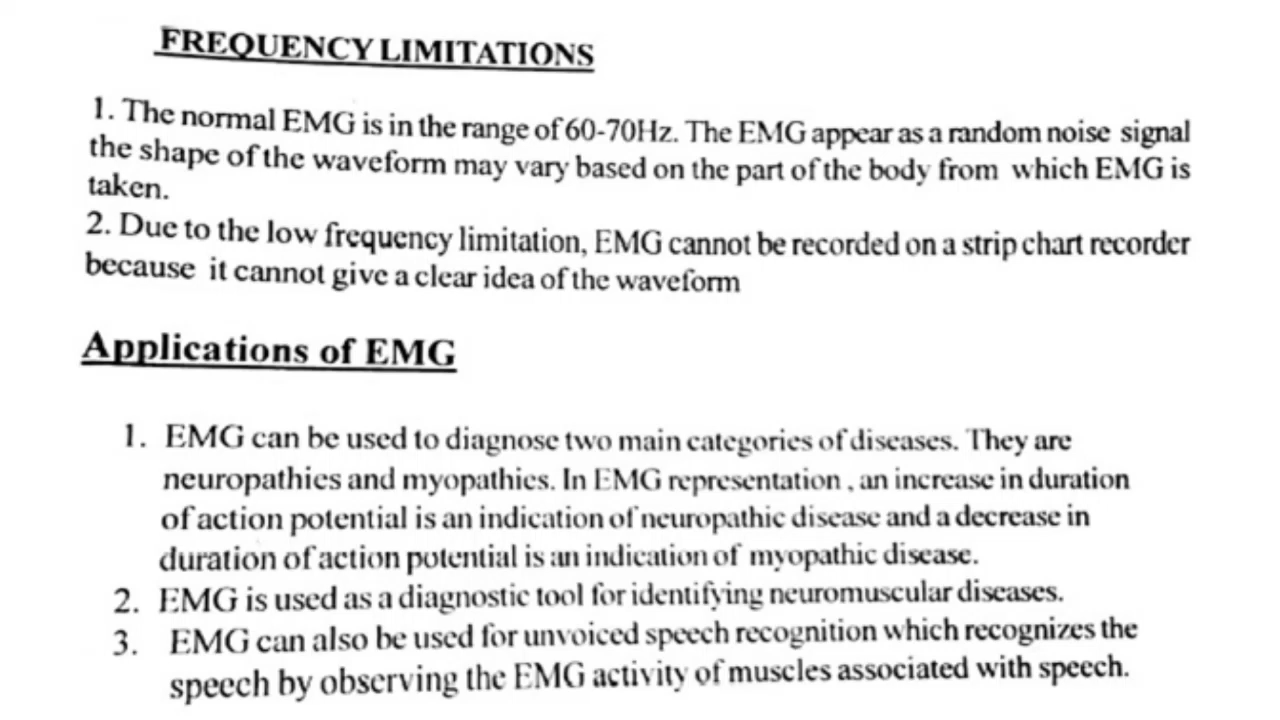 FREQUENCY LIMITATIONS
1. The normal EMG is in the range of 60-70Hz. The EMG appear as a random noise signal
the shape of the waveform may vary based on the part of the body from which EMG is
taken.
2. Due to the low frequency limitation, EMG cannot be recorded on a strip chart recorder
because it cannot give a clear idea of the waveform
Applications of EMG
1. EMG can be used to diagnose two main categories of diseases. They are
neuropathies and myopathies. In EMG representation , an increase in duration
of action potential is an indication of neuropathic disease and a decrease in
duration of action potential is an indication of myopathic disease.
2. EMG is used as a diagnostic tool for identifying neuromuscular diseases.
3. EMG can also be used for unvoiced speech recognition which recognizes the
speech by observing the EMG activity of muscles associated with speech.